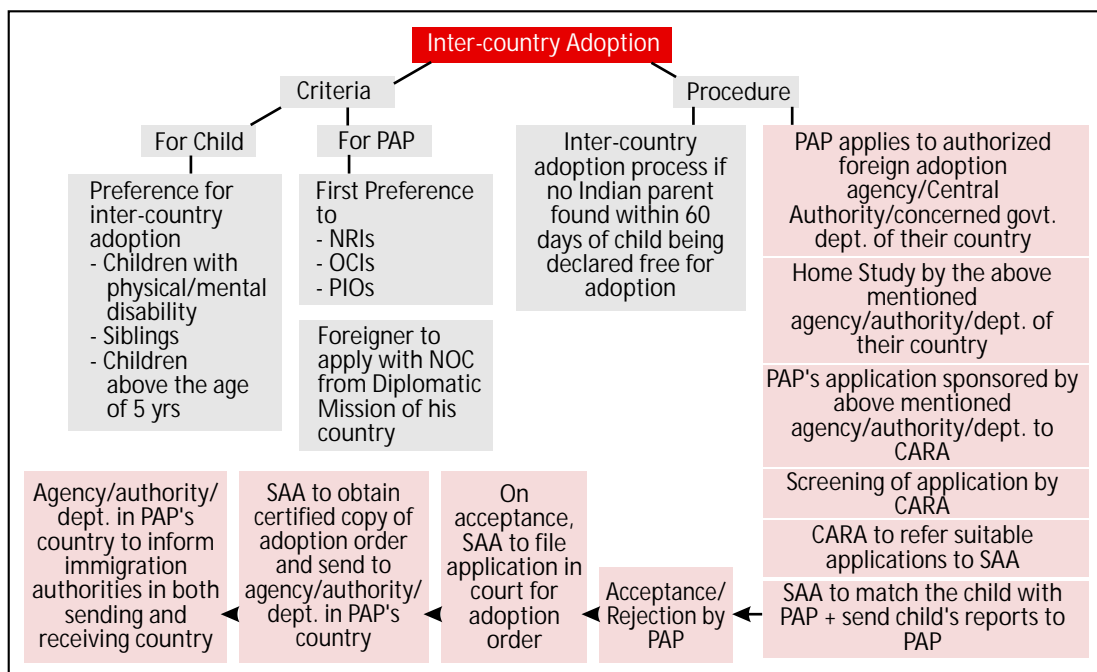 Inter-country Adoption
Criteria
Procedure
For Child
For PAP
Preference for
inter-country
adoption
- Children with
physical/mental
disability
- Siblings
- Children
above the age
of 5 yrs
First Preference
to
- NRIs
- OCIs
- PIOs
Foreigner to
apply with NOC
from Diplomatic
Mission of his
country
Inter-country
adoption process if
no Indian parent
found within 60
days of child being
declared free for
adoption
PAP applies to authorized
foreign adoption
agency/Central
Authority/concerned govt.
dept. of their country
Home Study by the above
mentioned
agency/authority/dept. of
their country
PAP's application sponsored by
above mentioned
agency/authority/dept. to
CARA
Screening of application by
CARA
CARA to refer suitable
applications to SAA
SAA to match the child with
PAP + send child's reports to
PAP
Acceptance/
Rejection by
PAP
On
acceptance,
SAA to file
application in
court for
adoption
order
SAA to obtain
certified copy of
adoption order
and send to
agency/authority/
dept. in PAP's
country
Agency/authority/
dept. in PAP's
country to inform
immigration
authorities in both
sending and
receiving country